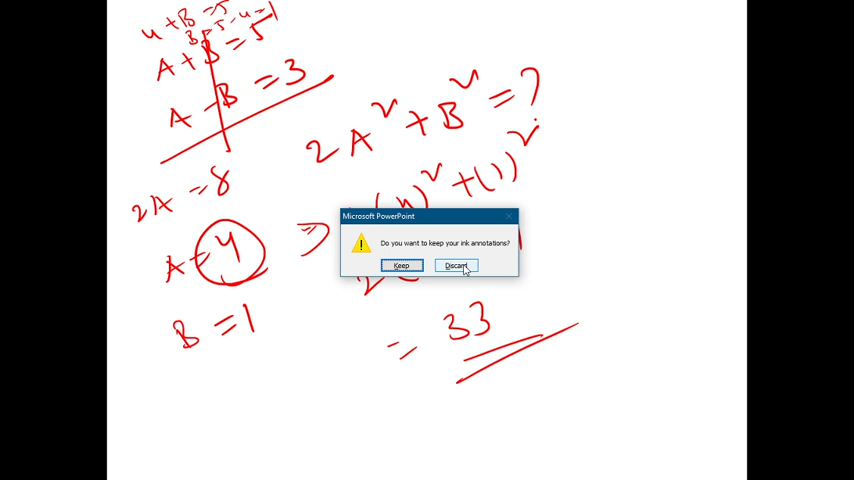 4 + B = 5
B = 5 - 4 = 1
A + B = 5
A - B = 3
2A = 8
A = 4
B = 1
2A² + B² = ?
⇒ (4)² + (1)²
2(
= 33
Microsoft PowerPoint
Do you want to keep your ink annotations?
Keep Discard